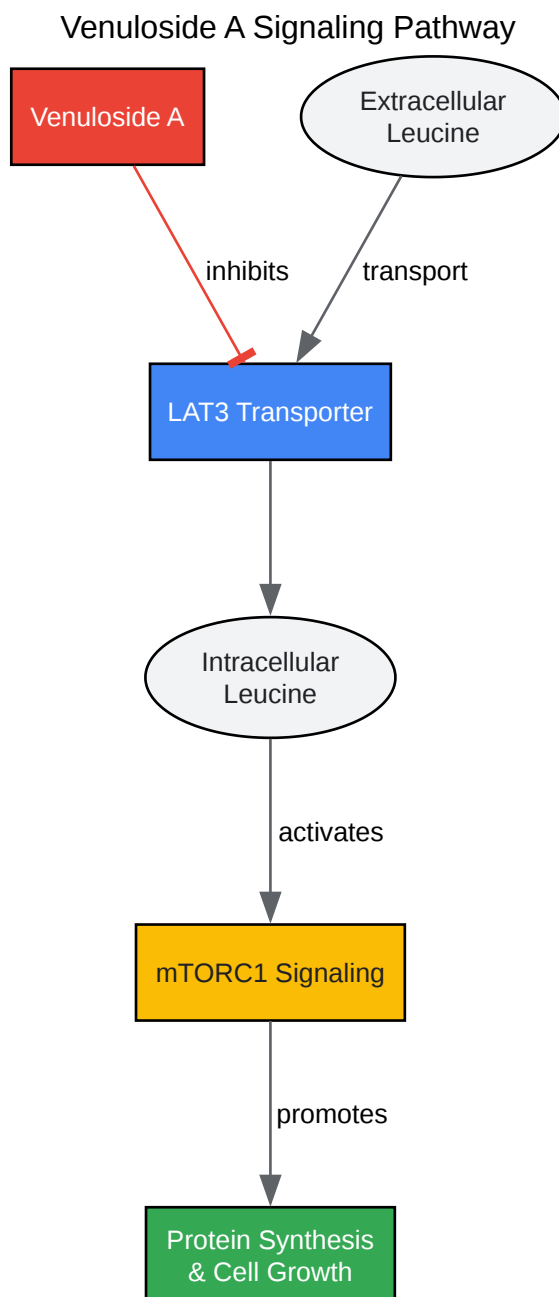 Venuloside A Signaling Pathway
Venuloside A
Extracellular
Leucine
inhibits
transport
LAT3 Transporter
Intracellular
Leucine
activates
mTORC1 Signaling
promotes
Protein Synthesis
& Cell Growth